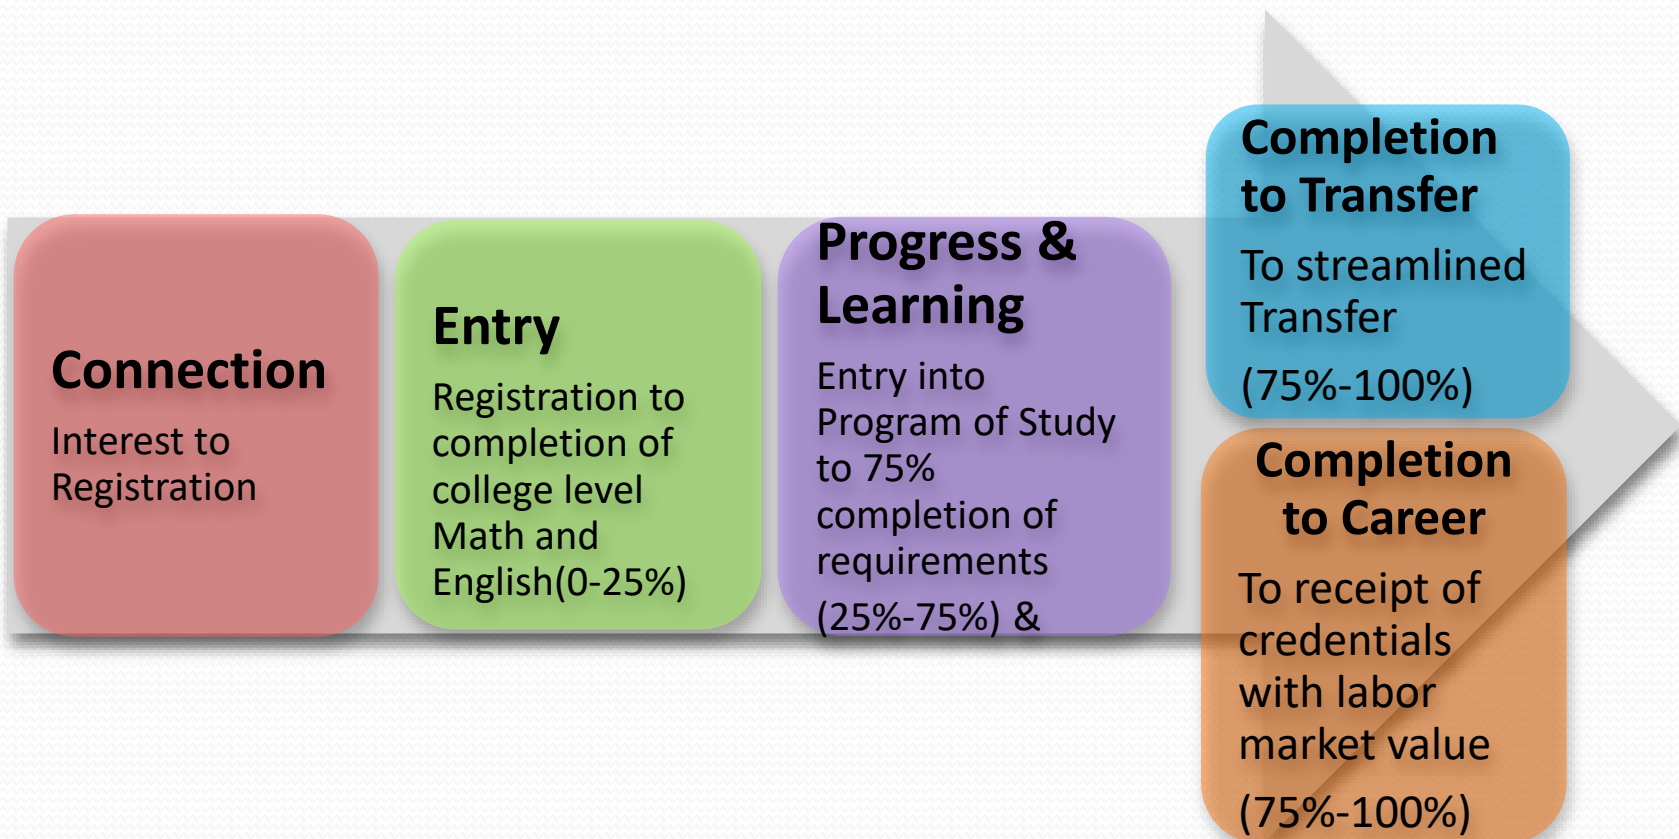 Connection
Interest to
Registration
Entry
Registration to
completion of
college level
Math and
English(0-25%)
Progress &
Learning
Entry into
Program of Study
to 75%
completion of
requirements
(25%-75%) &
Completion
to Transfer
To streamlined
Transfer
(75%-100%)
Completion
to Career
To receipt of
credentials
with labor
market value
(75%-100%)